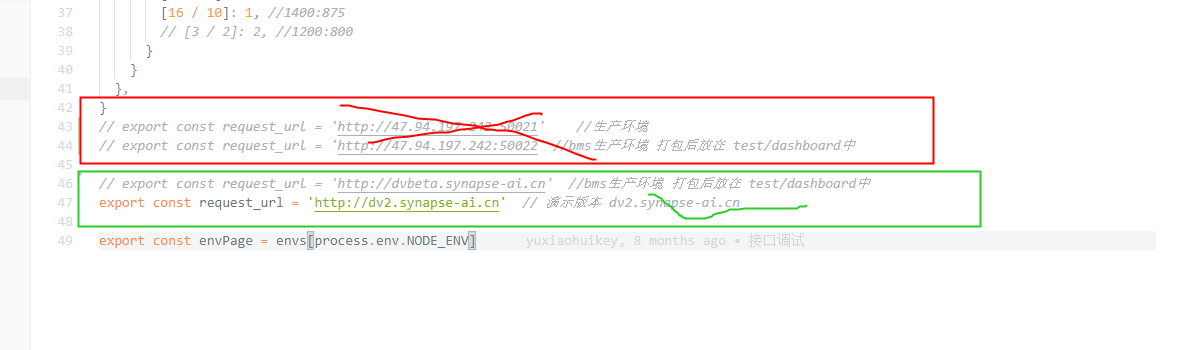 37 [16 / 10]: 1, //1400:875
38 // [3 / 2]: 2, //1200:800
39 }
40 }
41 },
42 }
43 // export const request_url = 'http://47.94.197.242:50021' //生产环境
44 // export const request_url = 'http://47.94.197.242:50022 //bms生产环境 打包后放在 test/dashboard中
45
46 // export const request_url = 'http://dvbeta.synapse-ai.cn' //bms生产环境 打包后放在 test/dashboard中
47 export const request_url = 'http://dv2.synapse-ai.cn' // 演示版本 dv2.synapse-ai.cn
48
49 export const envPage = envs[process.env.NODE_ENV] yuxiaohuikey, 8 months ago • 接口调试